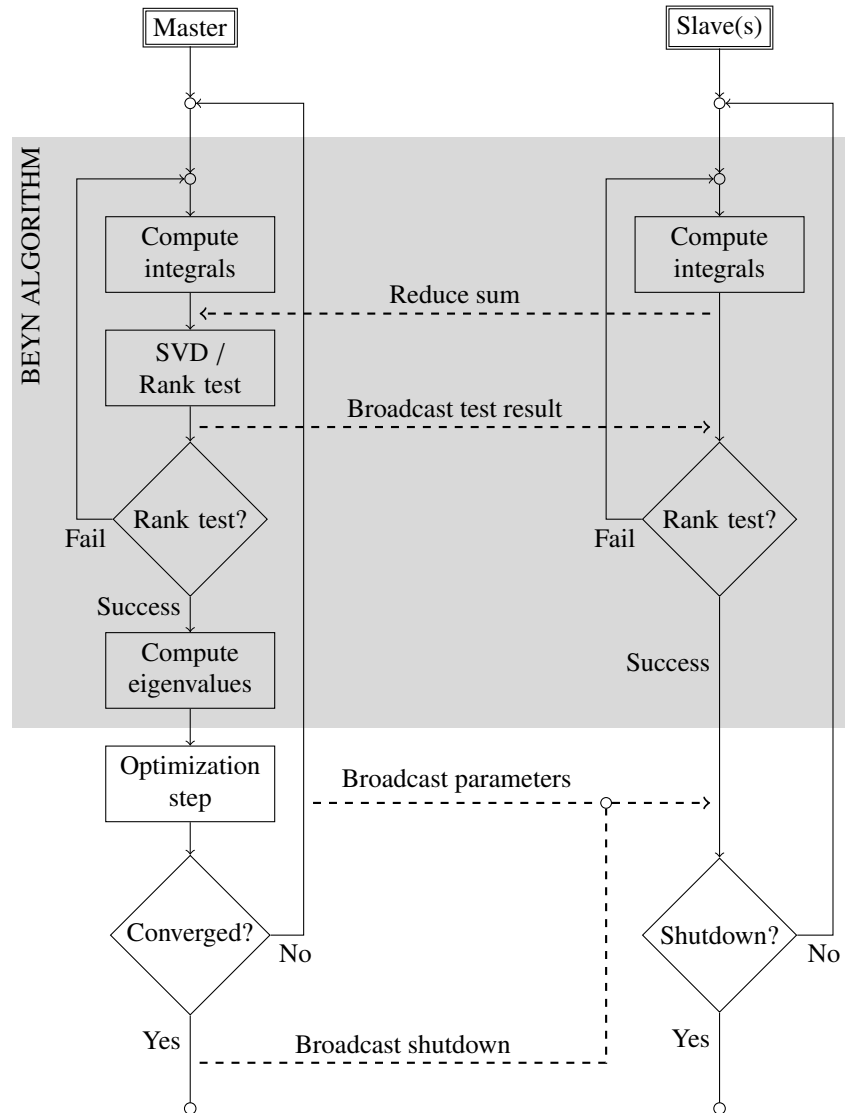 Master
Slave(s)
BEYN ALGORITHM
Compute
integrals
Compute
integrals
Reduce sum
SVD /
Rank test
Broadcast test result
Rank test?
Rank test?
Fail
Fail
Success
Compute
eigenvalues
Success
Optimization
step
Broadcast parameters
Converged?
Shutdown?
No
No
Yes
Broadcast shutdown
Yes